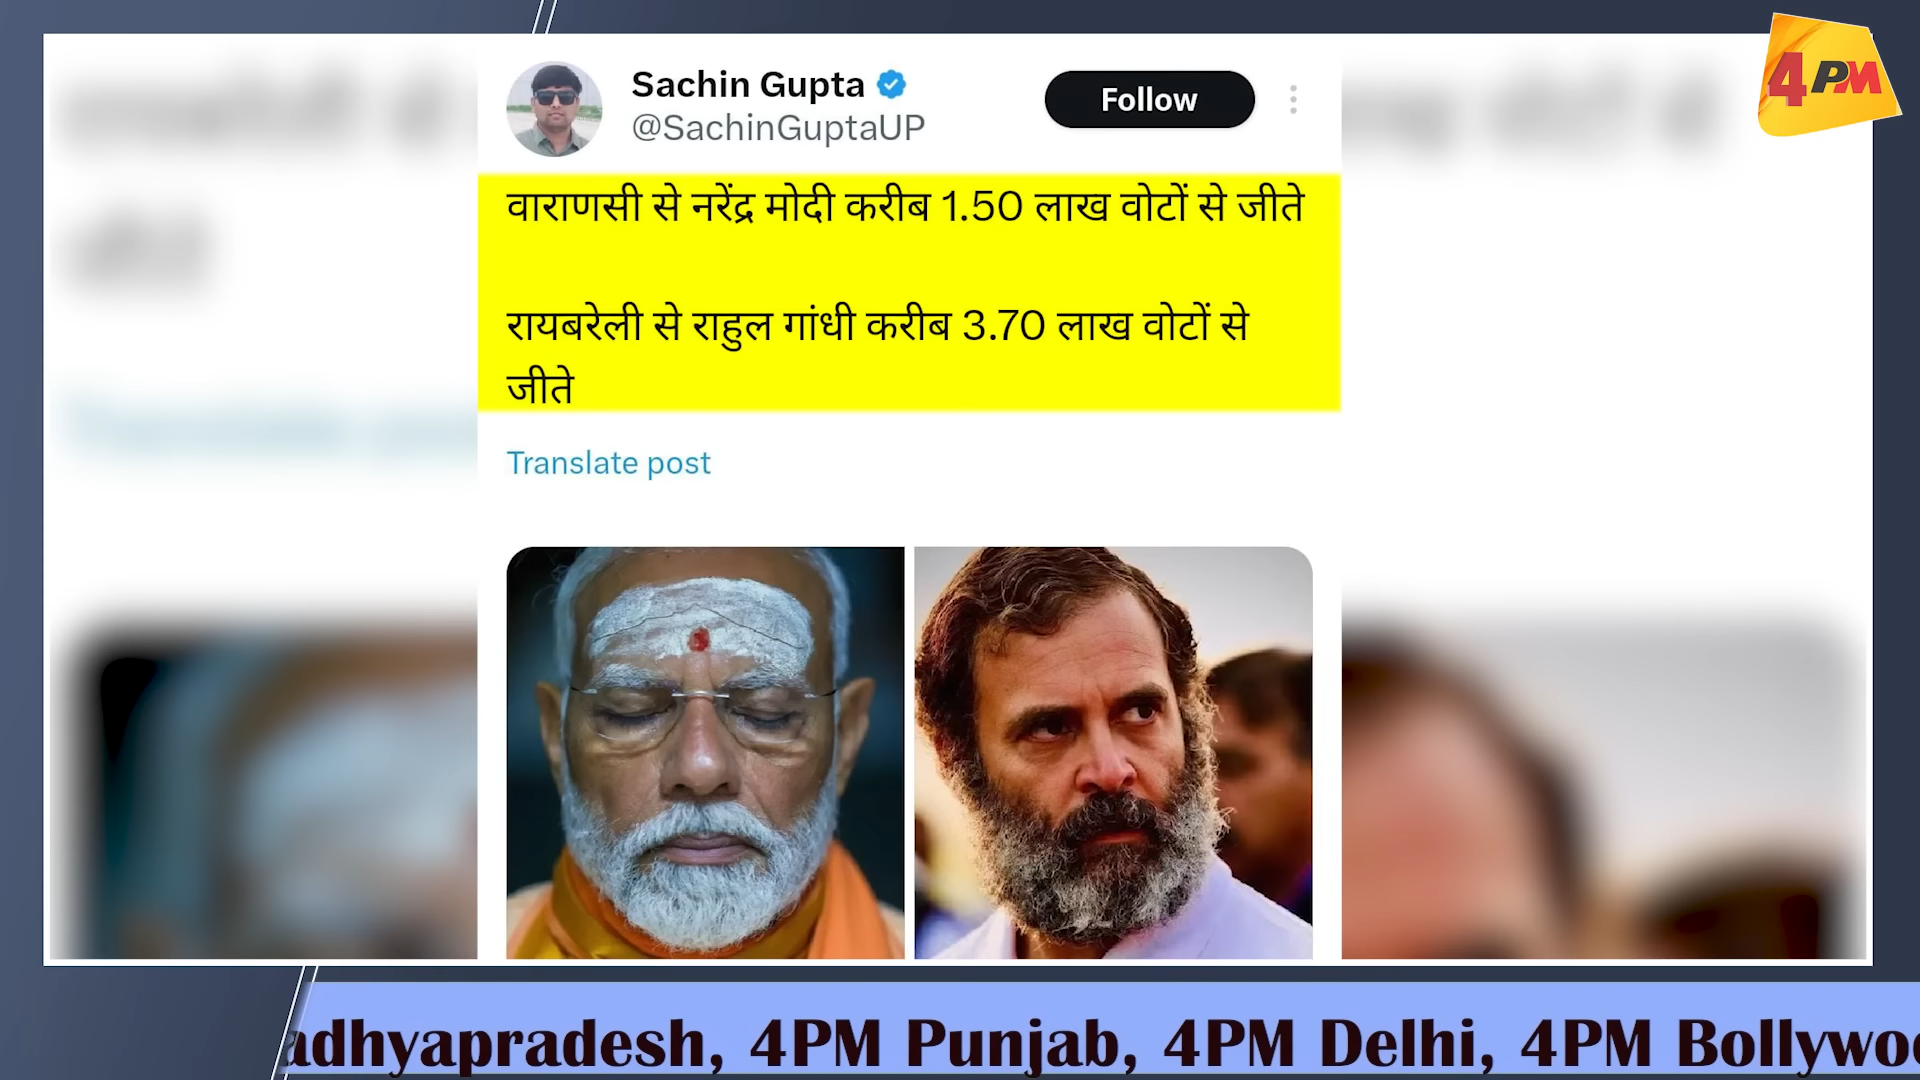 4PM
Sachin Gupta
Follow
@SachinGuptaUP
वाराणसी से नरेंद्र मोदी करीब 1.50 लाख वोटों से जीते
रायबरेली से राहुल गांधी करीब 3.70 लाख वोटों से
जीते
Translate post
adhyapradesh, 4PM Punjab, 4PM Delhi, 4PM Bollywoo